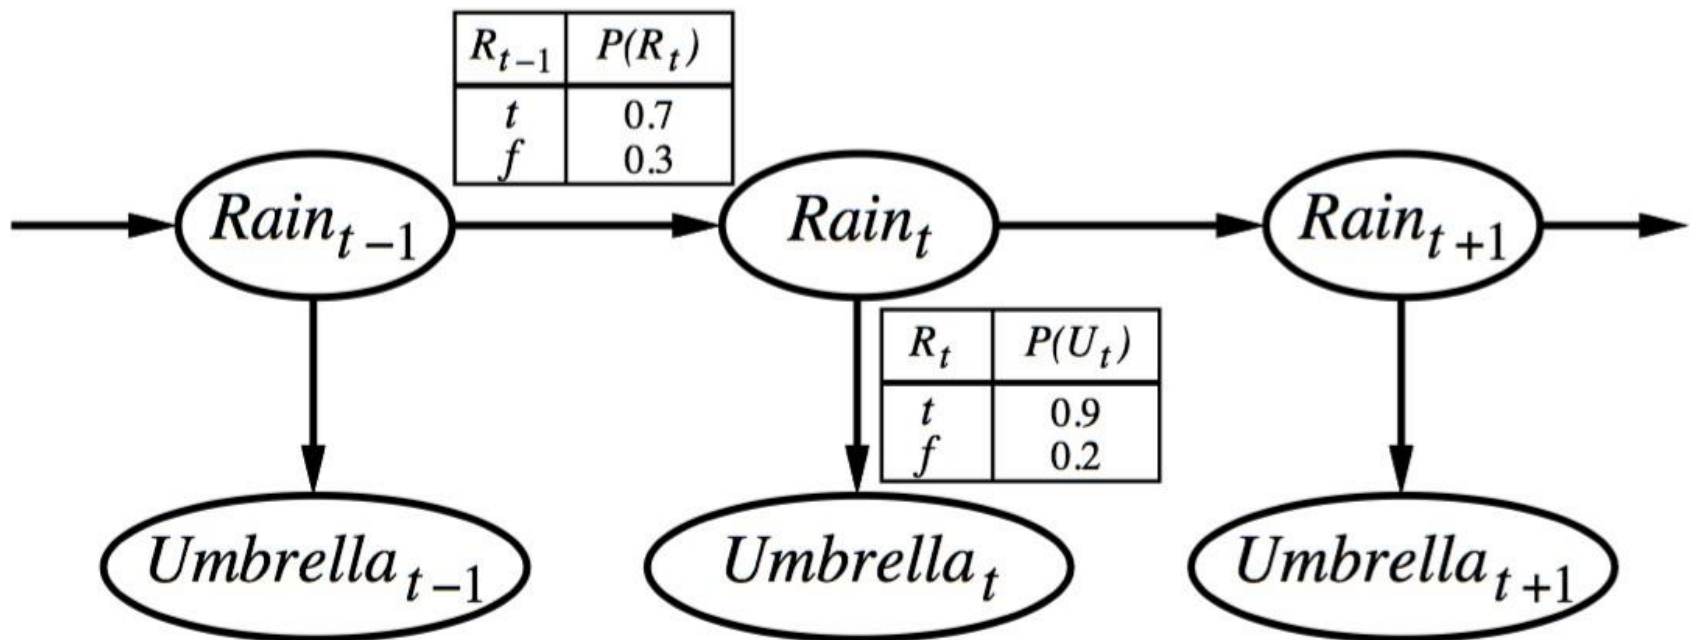 R_{t-1} P(R_t)
t 0.7
f 0.3
Rain_{t-1} Rain_t Rain_{t+1}
R_t P(U_t)
t 0.9
f 0.2
Umbrella_{t-1} Umbrella_t Umbrella_{t+1}